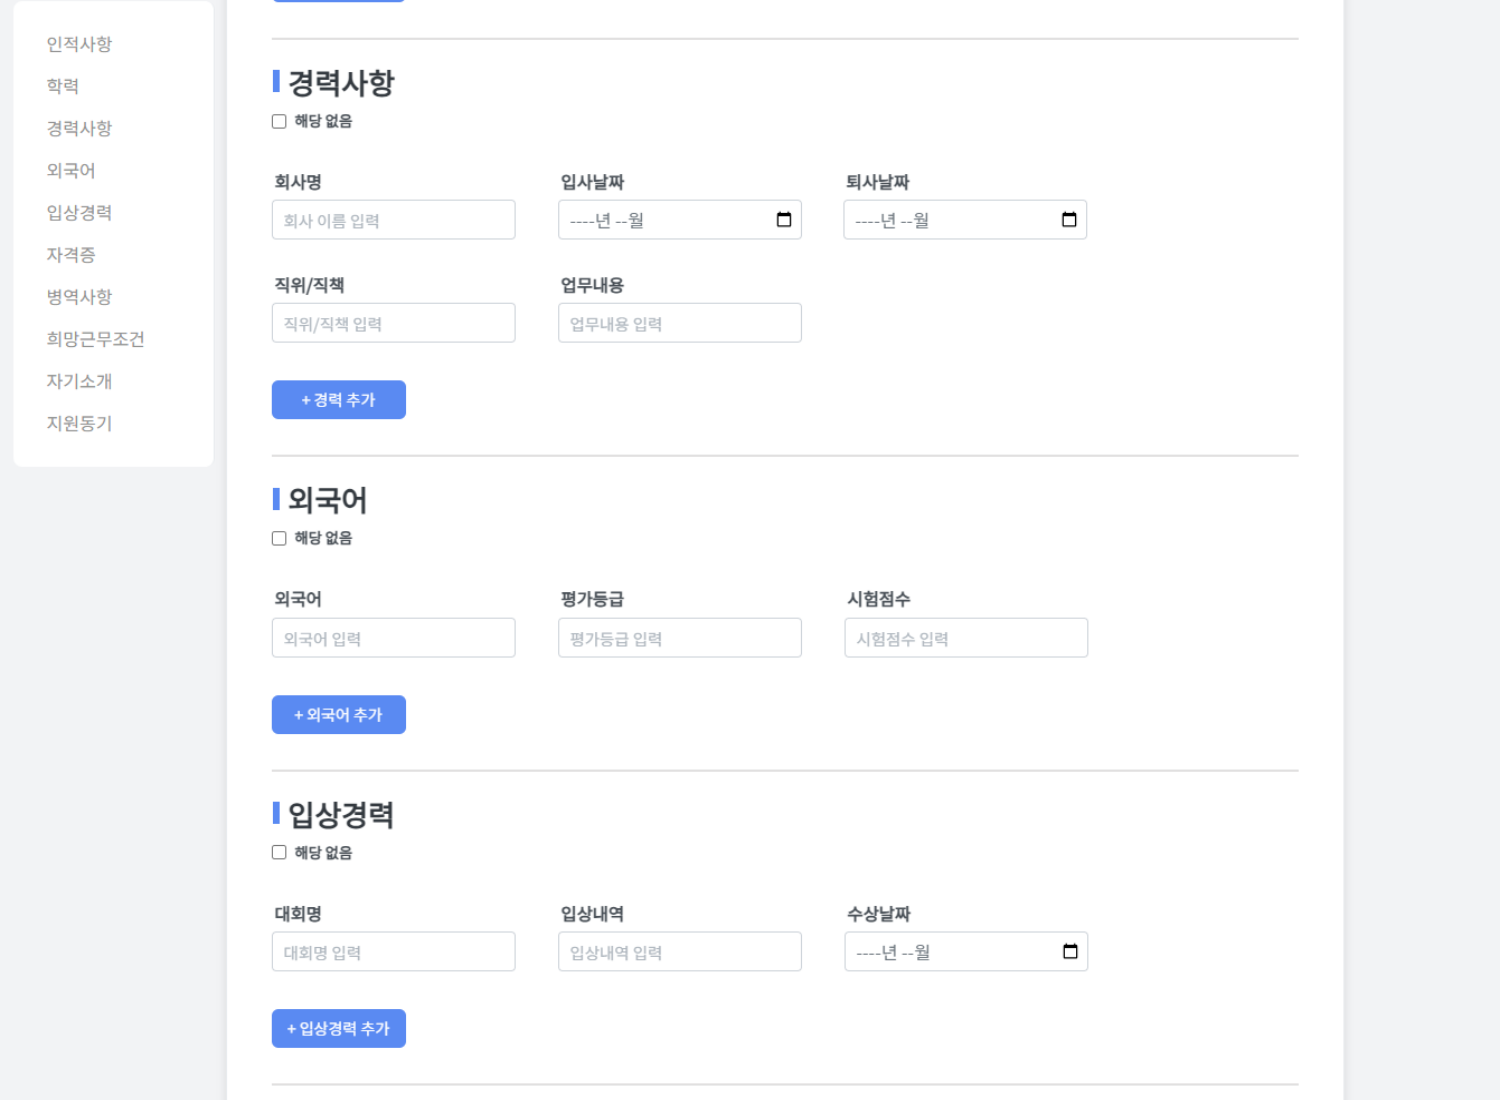 인적사항
학력
경력사항
외국어
입상경력
자격증
병역사항
희망근무조건
자기소개
지원동기
경력사항
해당 없음
회사명 입사날짜 퇴사날짜
회사 이름 입력 ----년 --월 ----년 --월
직위/직책 업무내용
직위/직책 입력 업무내용 입력
+ 경력 추가
외국어
해당 없음
외국어 평가등급 시험점수
외국어 입력 평가등급 입력 시험점수 입력
+ 외국어 추가
입상경력
해당 없음
대회명 입상내역 수상날짜
대회명 입력 입상내역 입력 ----년 --월
+ 입상경력 추가